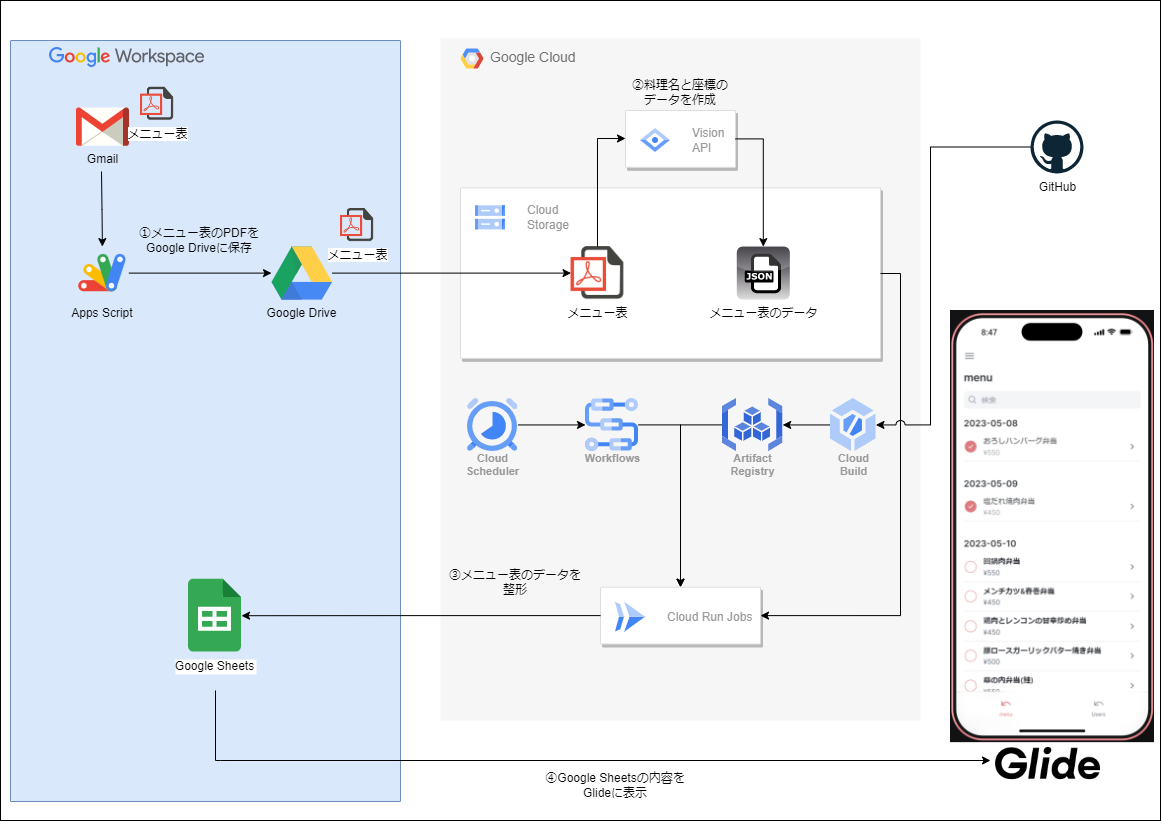 Google Workspace
メニュー表
Gmail
①メニュー表のPDFを
Google Driveに保存
メニュー表
Apps Script
Google Drive
Google Sheets
Google Cloud
②料理名と座標の
データを作成
Vision
API
Cloud
Storage
メニュー表
JSON
メニュー表のデータ
Cloud
Scheduler
Workflows
Artifact
Registry
Cloud
Build
③メニュー表のデータを
整形
Cloud Run Jobs
GitHub
8:47
menu
検索
2023-05-08
おろしハンバーグ弁当
¥550
2023-05-09
塩だれ焼肉弁当
¥450
2023-05-10
回鍋肉弁当
¥550
メンチカツ&春巻弁当
¥450
鶏肉とレンコンの甘辛炒め弁当
¥450
豚ロースガーリックバター焼き弁当
¥500
幕の内弁当(鮭)
menu
Users
Glide
④Google Sheetsの内容を
Glideに表示